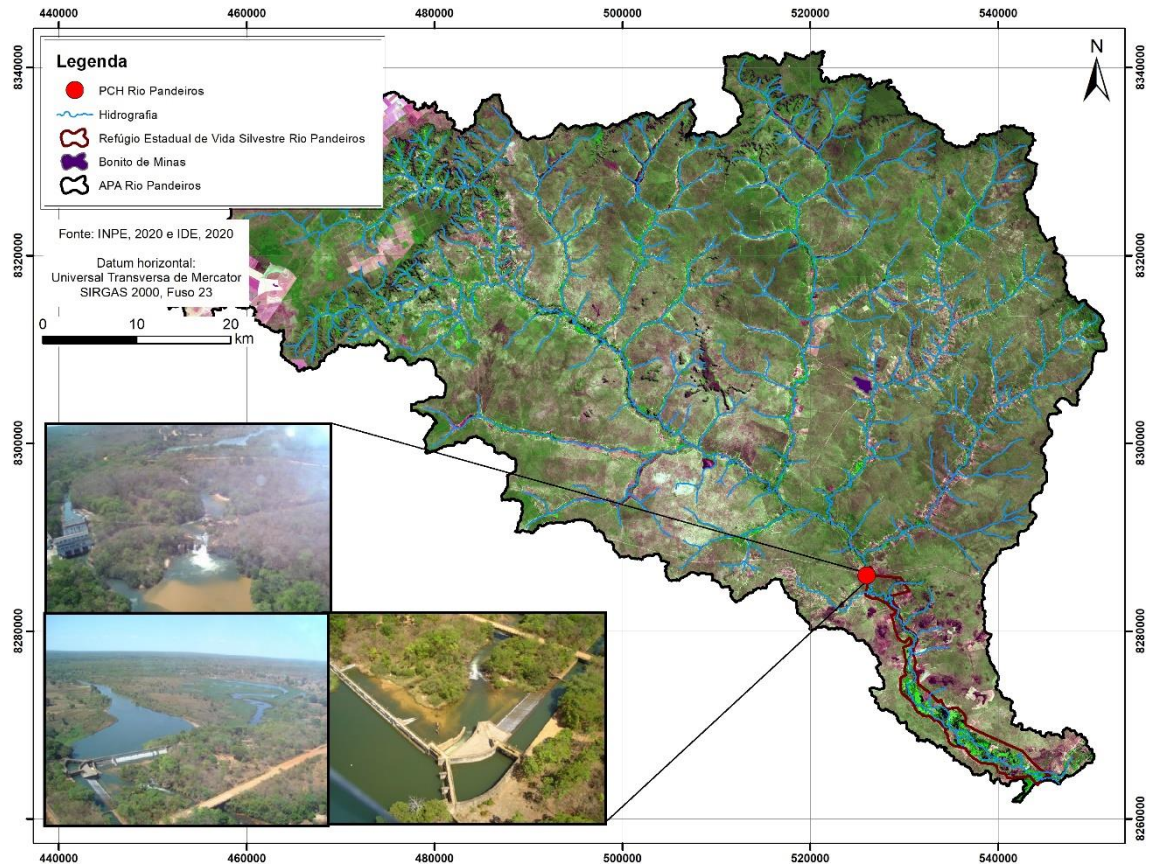 440000 460000 480000 500000 520000 540000
8340000
8340000
N
Legenda
PCH Rio Pandeiros
Hidrografia
Refúgio Estadual de Vida Silvestre Rio Pandeiros
Bonito de Minas
APA Rio Pandeiros
Fonte: INPE, 2020 e IDE, 2020
Datum horizontal:
Universal Transversa de Mercator
SIRGAS 2000, Fuso 23
0 10 20
km
8320000
8320000
8300000
8300000
8280000
8280000
8260000
8260000
440000 460000 480000 500000 520000 540000